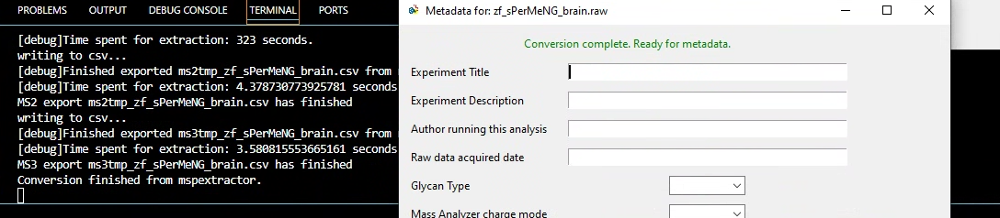 PROBLEMS OUTPUT DEBUG CONSOLE TERMINAL PORTS
[debug]Time spent for extraction: 323 seconds.
writing to csv...
[debug]Finished exported ms2tmp_zf_sPerMeNG_brain.csv from
[debug]Time spent for extraction: 4.378730773925781 seconds
MS2 export ms2tmp_zf_sPerMeNG_brain.csv has finished
writing to csv...
[debug]Finished exported ms3tmp_zf_sPerMeNG_brain.csv from
[debug]Time spent for extraction: 3.580815553665161 seconds
MS3 export ms3tmp_zf_sPerMeNG_brain.csv has finished
Conversion finished from mspextractor.
Metadata for: zf_sPerMeNG_brain.raw
Conversion complete. Ready for metadata.
Experiment Title
Experiment Description
Author running this analysis
Raw data acquired date
Glycan Type
Mass Analyzer charge mode